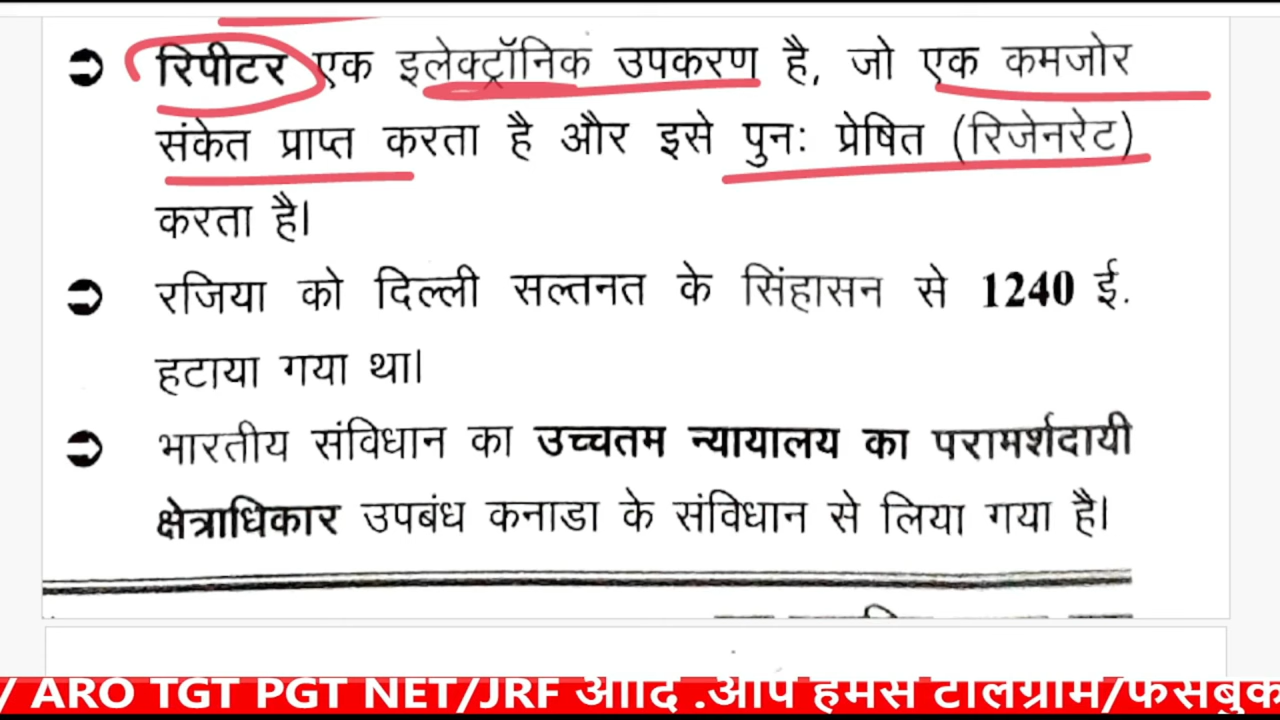 रिपीटर एक इलेक्ट्रॉनिक उपकरण है, जो एक कमजोर
संकेत प्राप्त करता है और इसे पुनः प्रेषित (रिजेनरेट)
करता है।
रजिया को दिल्ली सल्तनत के सिंहासन से 1240 ई.
हटाया गया था।
भारतीय संविधान का उच्चतम न्यायालय का परामर्शदायी
क्षेत्राधिकार उपबंध कनाडा के संविधान से लिया गया है।
/ ARO TGT PGT NET/JRF आदि .आप हमसे टेलिग्राम/फेसबुक